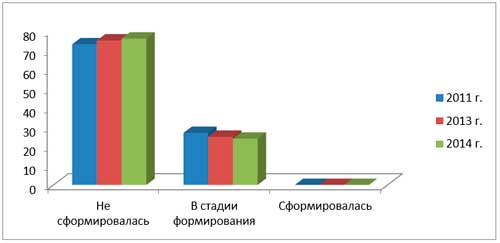 80
70
60
50
40
30
20
10
0
Не
сформировалась
В стадии
формирования
Сформировалась
2011 г.
2013 г.
2014 г.